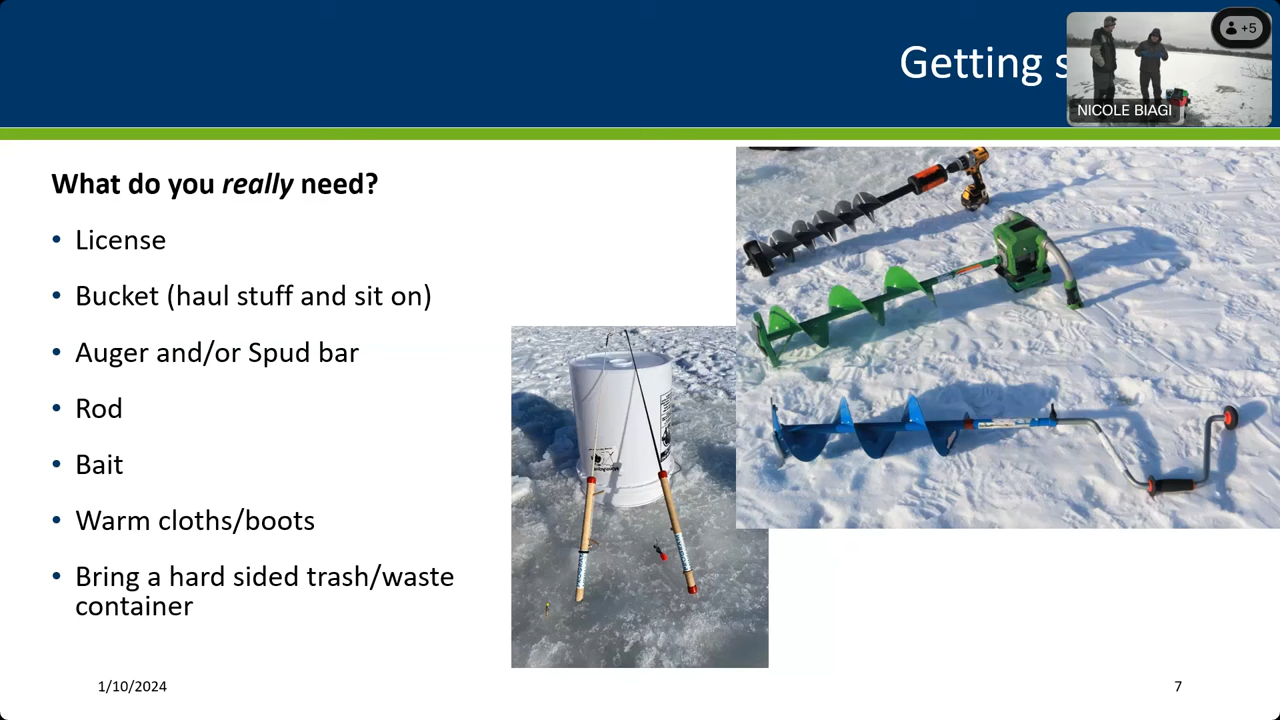 Getting s
+5
NICOLE BIAGI
What do you really need?
• License
• Bucket (haul stuff and sit on)
• Auger and/or Spud bar
• Rod
• Bait
• Warm cloths/boots
• Bring a hard sided trash/waste
container
1/10/2024
7